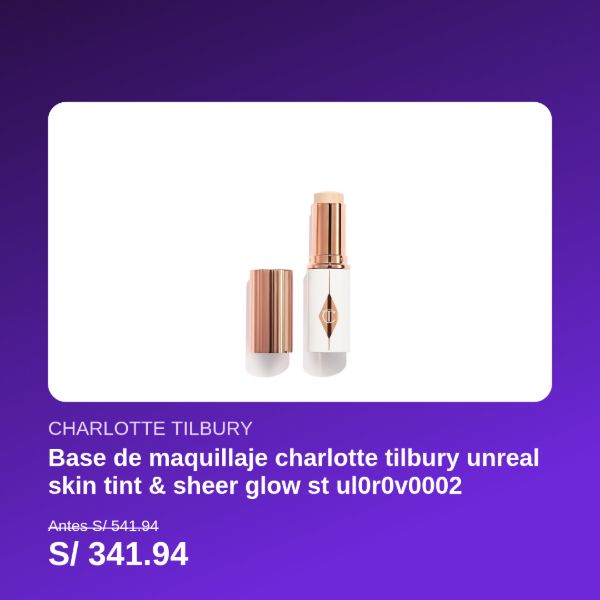 CHARLOTTE TILBURY
Base de maquillaje charlotte tilbury unreal
skin tint & sheer glow st ul0r0v0002
Antes S/ 541.94
S/ 341.94